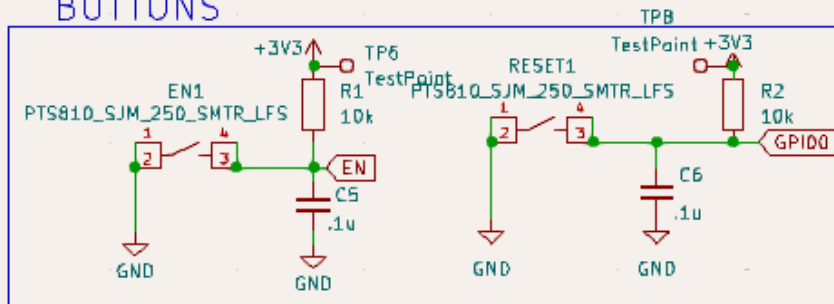 BUTTONS
TP8
+3V3
TP6
TestPoint
TestPoint +3V3
EN1
PTS810_SJM_250_SMTR_LFS
R1
10k
RESET1
PTS810_SJM_250_SMTR_LFS
R2
10k
1
4
2
3
1
4
2
3
EN
GPIO0
C5
.1u
C6
.1u
GND
GND
GND
GND